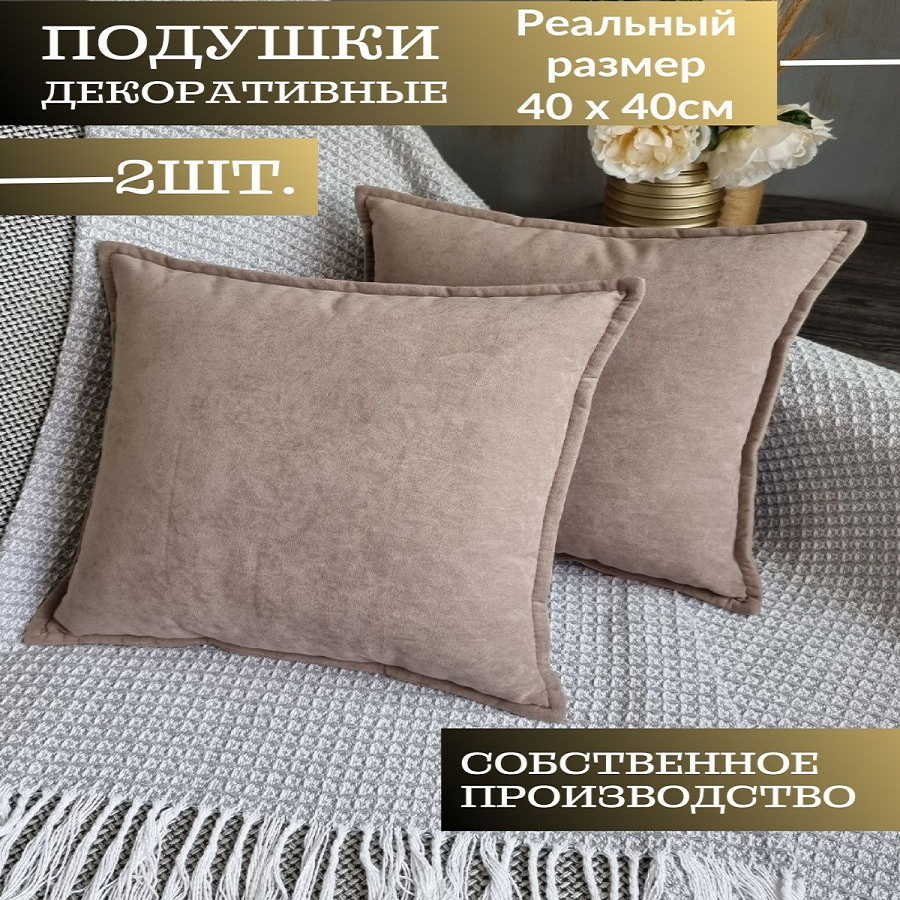 ПОДУШКИ
ДЕКОРАТИВНЫЕ
Реальный
размер
40 х 40см
2ШТ.
СОБСТВЕННОЕ
ПРОИЗВОДСТВО